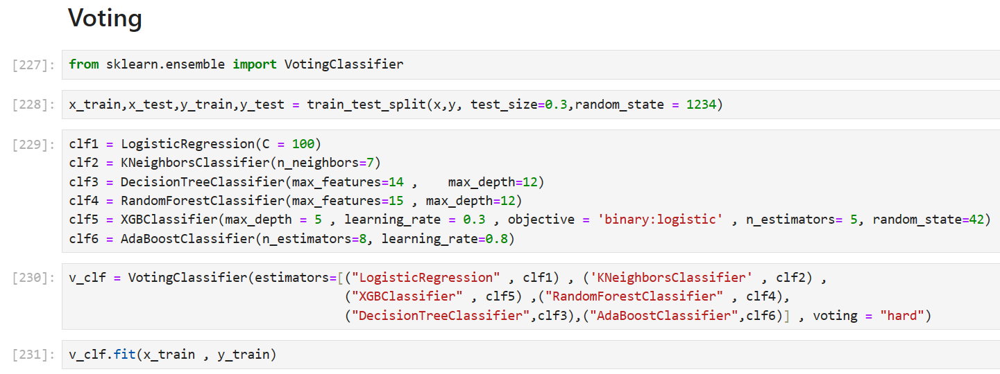 Voting
[227]: from sklearn.ensemble import VotingClassifier
[228]: x_train,x_test,y_train,y_test = train_test_split(x,y, test_size=0.3,random_state = 1234)
[229]: clf1 = LogisticRegression(C = 100)
clf2 = KNeighborsClassifier(n_neighbors=7)
clf3 = DecisionTreeClassifier(max_features=14 ,    max_depth=12)
clf4 = RandomForestClassifier(max_features=15 , max_depth=12)
clf5 = XGBClassifier(max_depth = 5 , learning_rate = 0.3 , objective = 'binary:logistic' , n_estimators= 5, random_state=42)
clf6 = AdaBoostClassifier(n_estimators=8, learning_rate=0.8)
[230]: v_clf = VotingClassifier(estimators=[("LogisticRegression" , clf1) , ('KNeighborsClassifier' , clf2) ,
("XGBClassifier" , clf5) ,("RandomForestClassifier" , clf4),
("DecisionTreeClassifier",clf3),("AdaBoostClassifier",clf6)] , voting = "hard")
[231]: v_clf.fit(x_train , y_train)